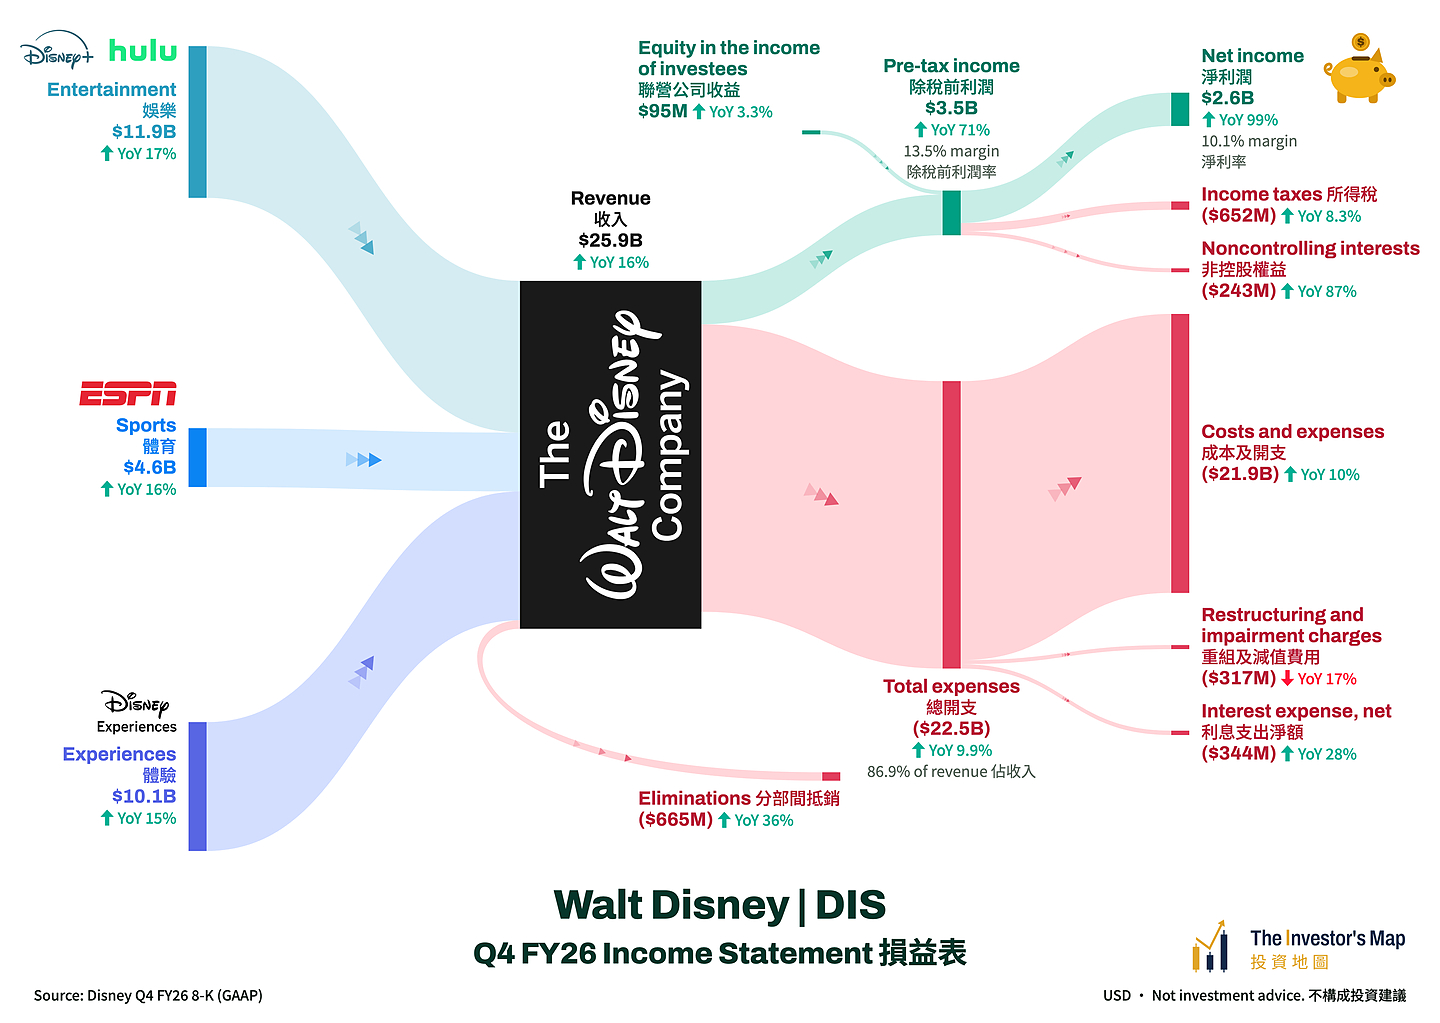 Disney+ hulu
Entertainment
娛樂
$11.9B
YoY 17%
ESPN
Sports
體育
$4.6B
YoY 16%
Disney
Experiences
Experiences
體驗
$10.1B
YoY 15%
Revenue
收入
$25.9B
YoY 16%
The
WALT DISNEY
Company
Equity in the income
of investees
聯營公司收益
$95M YoY 3.3%
Pre-tax income
除稅前利潤
$3.5B
YoY 71%
13.5% margin
除稅前利潤率
Net income
淨利潤
$2.6B
YoY 99%
10.1% margin
淨利率
Income taxes 所得稅
($652M) YoY 8.3%
Noncontrolling interests
非控股權益
($243M) YoY 87%
Costs and expenses
成本及開支
($21.9B) YoY 10%
Restructuring and
impairment charges
重組及減值費用
($317M) YoY 17%
Interest expense, net
利息支出淨額
($344M) YoY 28%
Total expenses
總開支
($22.5B)
YoY 9.9%
86.9% of revenue 佔收入
Eliminations 分部間抵銷
($665M) YoY 36%
Walt Disney | DIS
Q4 FY26 Income Statement 損益表
The Investor's Map
投資地圖
Source: Disney Q4 FY26 8-K (GAAP)
USD • Not investment advice. 不構成投資建議